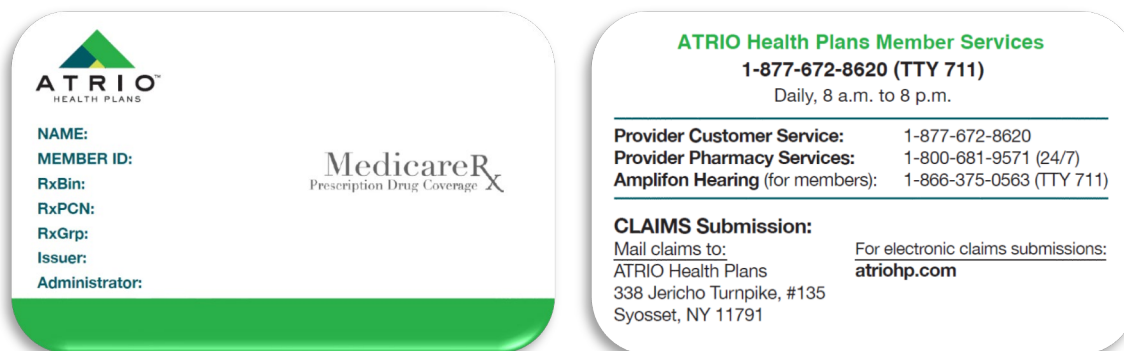 ATRIO™
HEALTH PLANS
NAME:
MEMBER ID:
RxBin:
RxPCN:
RxGrp:
Issuer:
Administrator:
MedicareRx
Prescription Drug Coverage
ATRIO Health Plans Member Services
1-877-672-8620 (TTY 711)
Daily, 8 a.m. to 8 p.m.
Provider Customer Service: 1-877-672-8620
Provider Pharmacy Services: 1-800-681-9571 (24/7)
Amplifon Hearing (for members): 1-866-375-0563 (TTY 711)
CLAIMS Submission:
Mail claims to:
ATRIO Health Plans
338 Jericho Turnpike, #135
Syosset, NY 11791
For electronic claims submissions:
atriohp.com